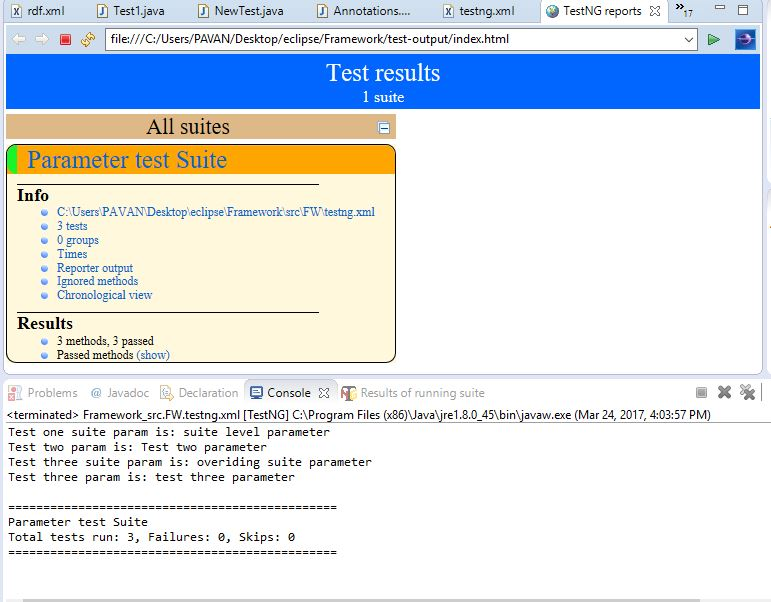 rdf.xml Test1.java NewTest.java Annotations.... testng.xml TestNG reports »17
file:///C:/Users/PAVAN/Desktop/eclipse/Framework/test-output/index.html
Test results
1 suite
All suites
Parameter test Suite
Info
C:\Users\PAVAN\Desktop\eclipse\Framework\src\FW\testng.xml
3 tests
0 groups
Times
Reporter output
Ignored methods
Chronological view
Results
3 methods, 3 passed
Passed methods (show)
Problems @ Javadoc Declaration Console Results of running suite
<terminated> Framework_src.FW.testng.xml [TestNG] C:\Program Files (x86)\Java\jre1.8.0_45\bin\javaw.exe (Mar 24, 2017, 4:03:57 PM)
Test one suite param is: suite level parameter
Test two param is: Test two parameter
Test three suite param is: overiding suite parameter
Test three param is: test three parameter
===============================================
Parameter test Suite
Total tests run: 3, Failures: 0, Skips: 0
===============================================